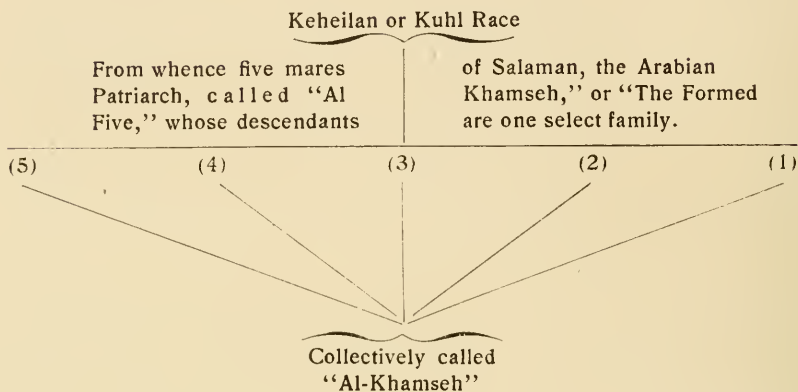 Keheilan or Kuhl Race
From whence five mares of Salaman, the Arabian
Patriarch, called “Al Khamseh,” or “The Formed
Five,” whose descendants are one select family.
(5) (4) (3) (2) (1)
Collectively called
“Al-Khamseh”